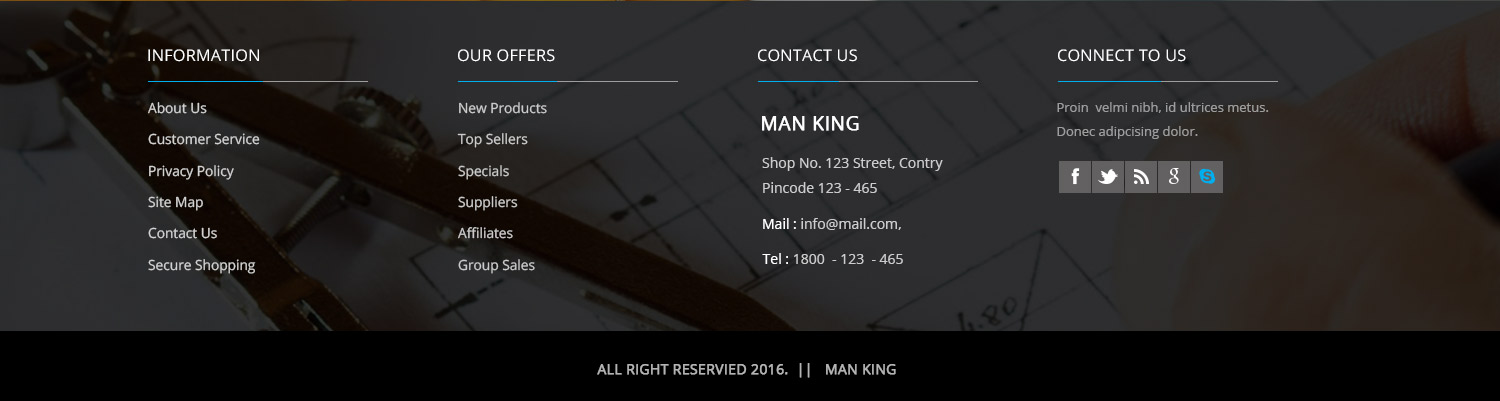 INFORMATION
About Us
Customer Service
Privacy Policy
Site Map
Contact Us
Secure Shopping
OUR OFFERS
New Products
Top Sellers
Specials
Suppliers
Affiliates
Group Sales
CONTACT US
MAN KING
Shop No. 123 Street, Contry
Pincode 123 - 465
Mail : info@mail.com,
Tel : 1800 - 123 - 465
CONNECT TO US
Proin velmi nibh, id ultrices metus.
Donec adipcising dolor.
4.80
ALL RIGHT RESERVIED 2016. || MAN KING